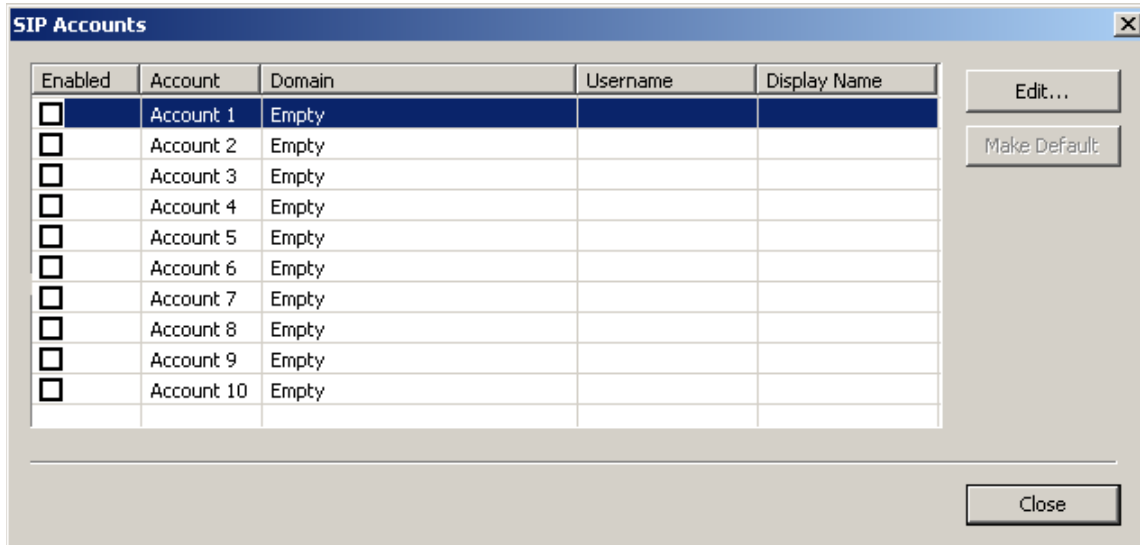 SIP Accounts
Enabled Account Domain Username Display Name
Edit...
Account 1 Empty
Account 2 Empty
Make Default
Account 3 Empty
Account 4 Empty
Account 5 Empty
Account 6 Empty
Account 7 Empty
Account 8 Empty
Account 9 Empty
Account 10 Empty
Close